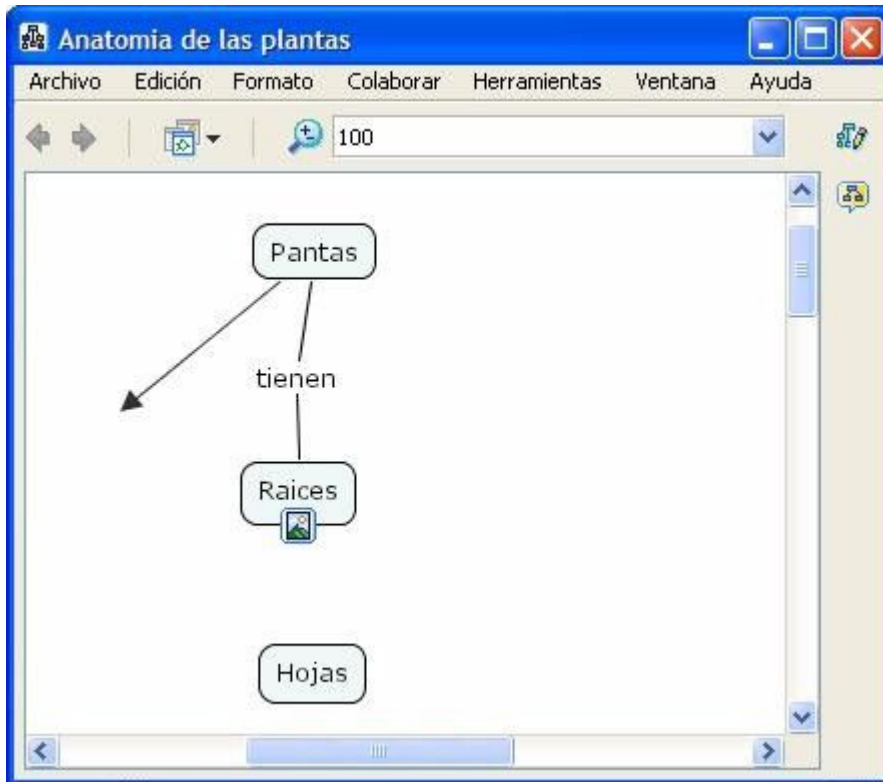 Anatomia de las plantas
Archivo Edición Formato Colaborar Herramientas Ventana Ayuda
100
Pantas
tienen
Raices
Hojas